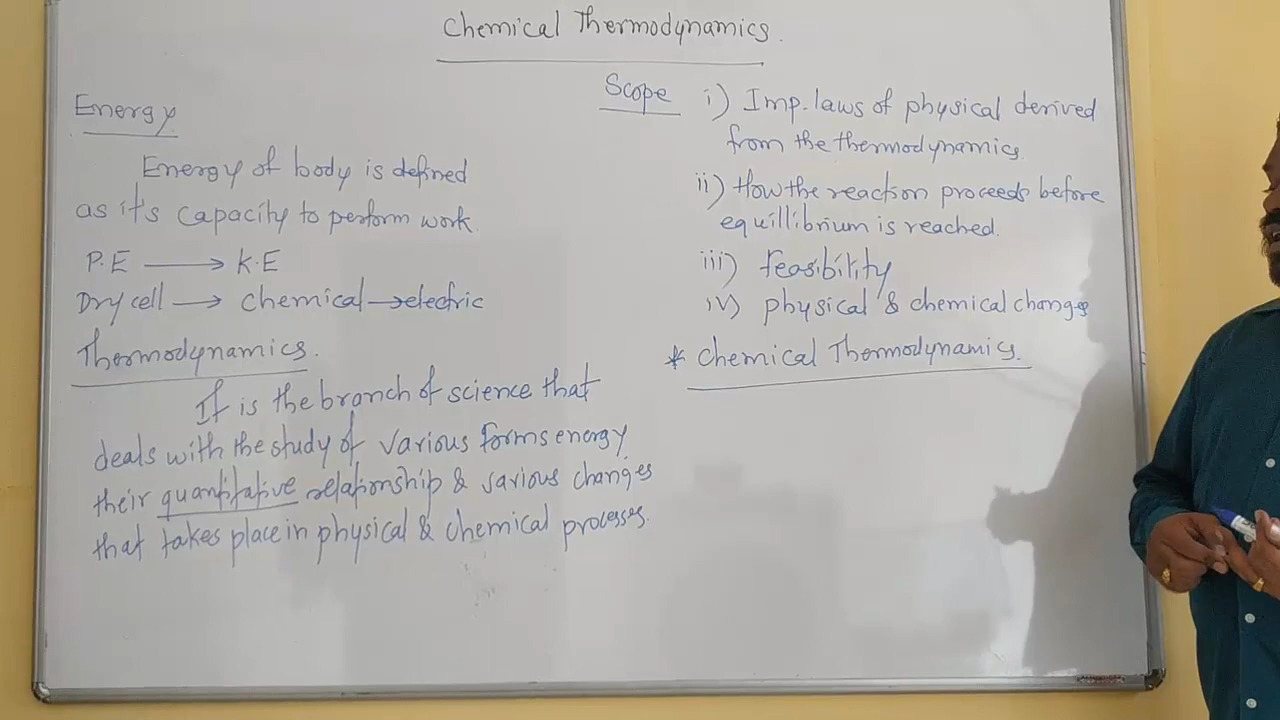 Chemical Thermodynamics.
Energy
Energy of body is defined
as it's capacity to perform work.
P.E ⟶ K.E
Dry cell ⟶ chemical ⟶ electric
Thermodynamics.
It is the branch of science that
deals with the study of various forms energy,
their quantitative relationship & various changes
that takes place in physical & chemical processes.
Scope
i) Imp. laws of physical derived
from the thermodynamics.
ii) How the reaction proceeds before
equillibrium is reached.
iii) feasibility
iv) physical & chemical changes
* Chemical Thermodynamics.